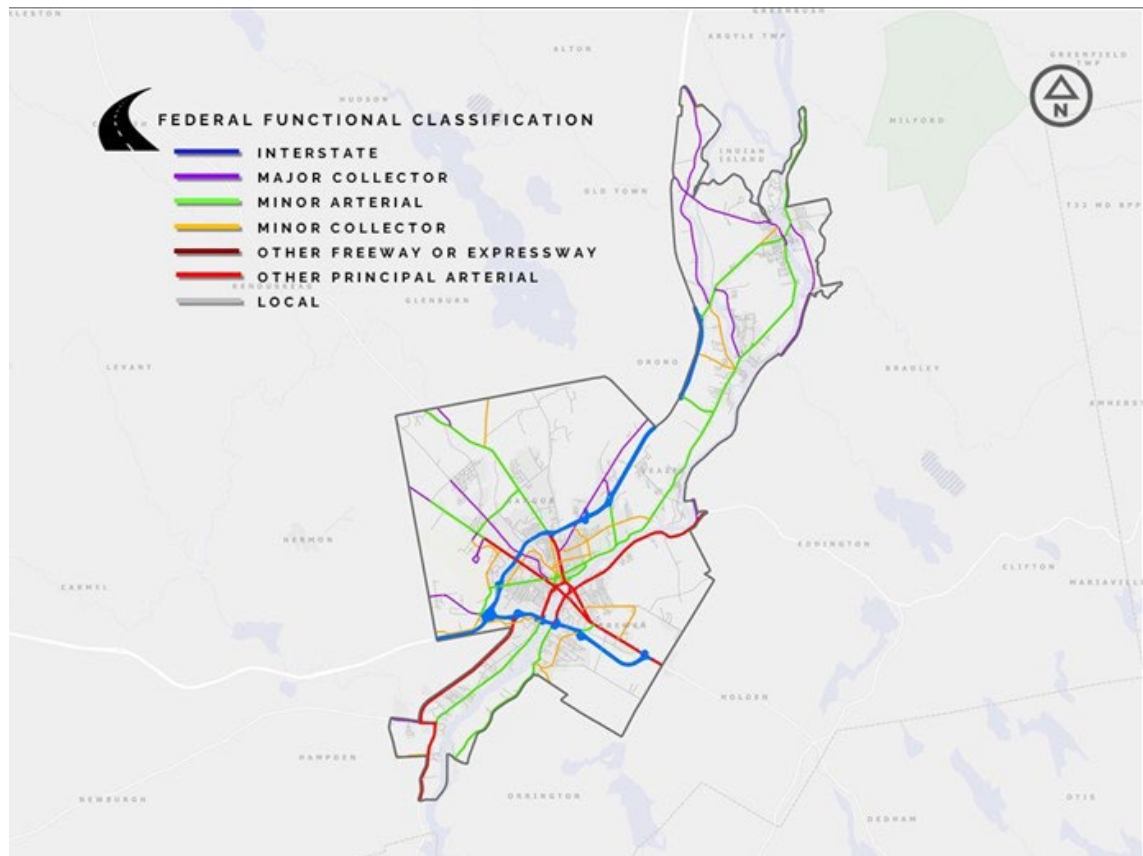 GREENBUSH
ARGYLE TWP
ALTON
GREENFIELD
TWP
HUDSON
FEDERAL FUNCTIONAL CLASSIFICATION
N
MILFORD
INTERSTATE
INDIAN
ISLAND
MAJOR COLLECTOR
OLD TOWN
MINOR ARTERIAL
MINOR COLLECTOR
OTHER FREEWAY OR EXPRESSWAY
OTHER PRINCIPAL ARTERIAL
LOCAL
GLENBURN
ORONO
LEVANT
BRADLEY
BANGOR
HERMON
EDDINGTON
CLIFTON
CARMEL
BREWER
HOLDEN
HAMPDEN
NEWBURGH
ORRINGTON
OTIS
DEDHAM